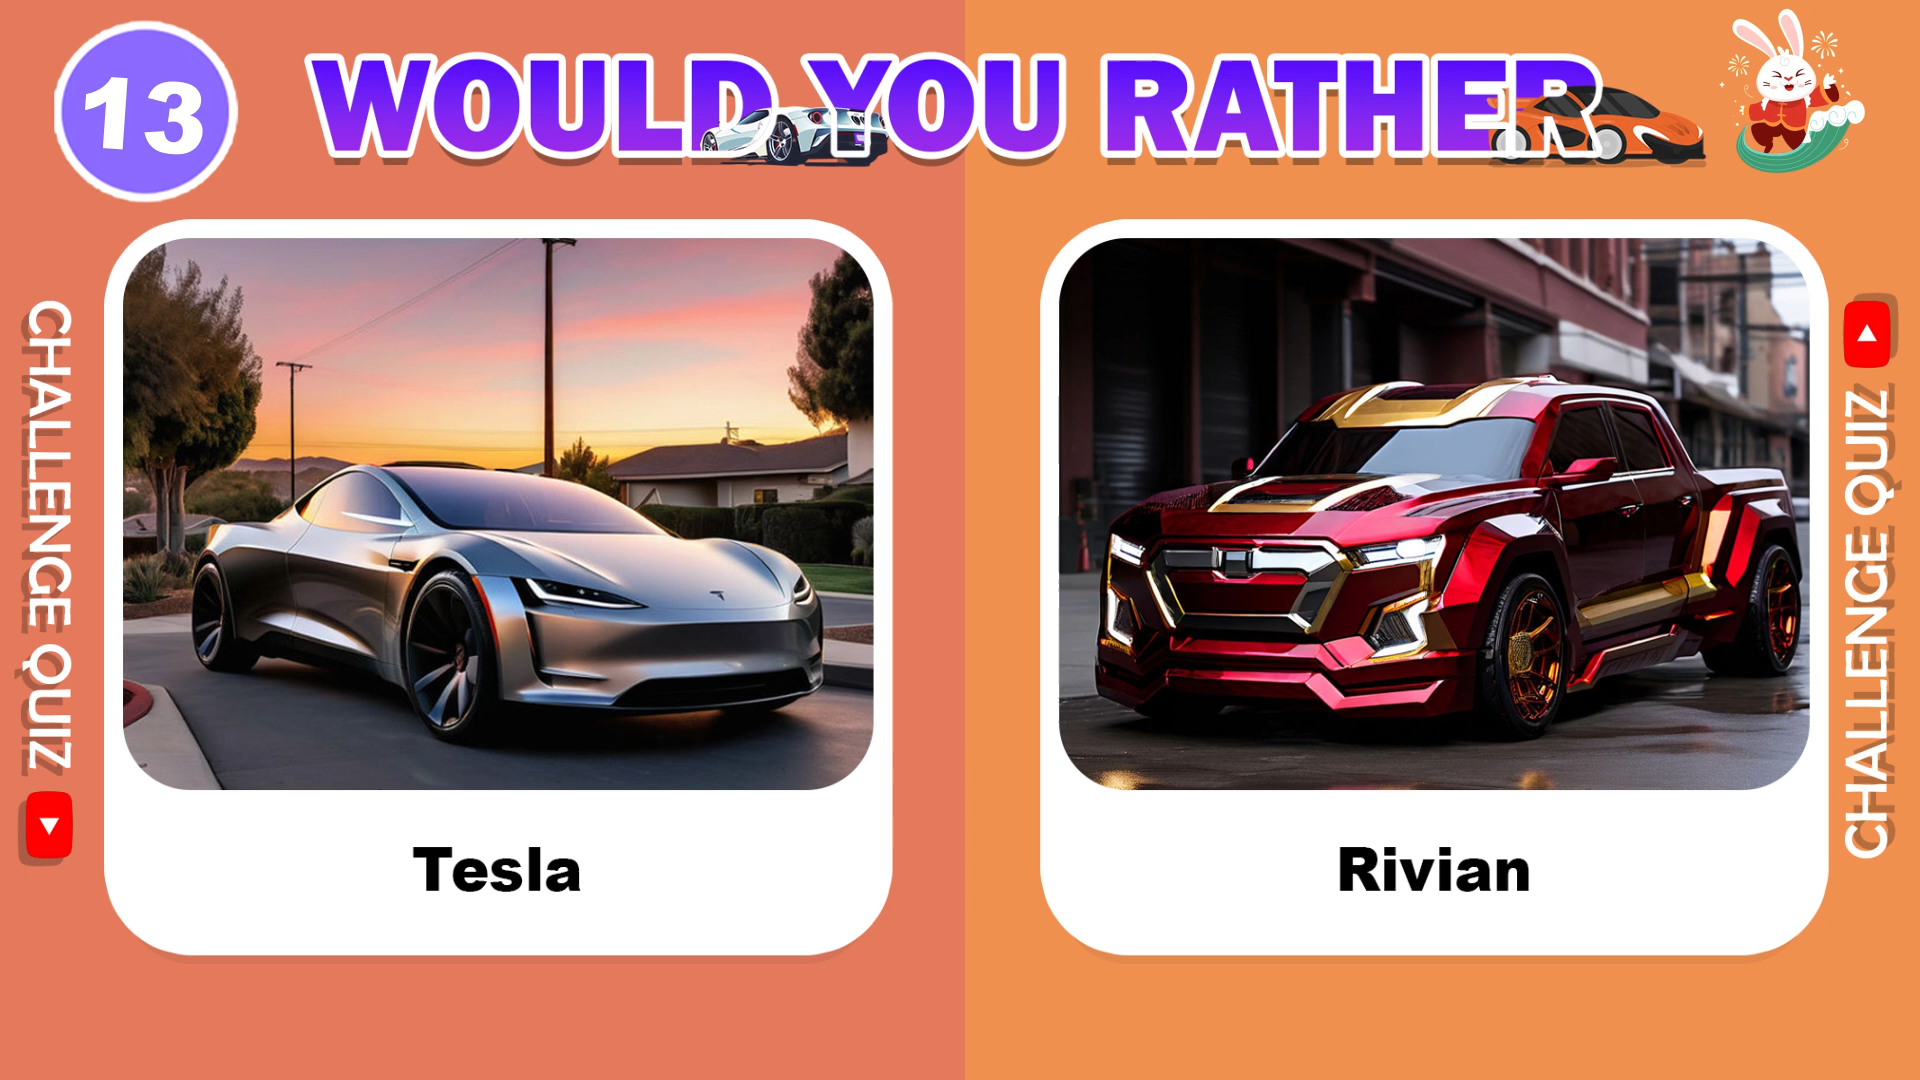 13
WOULD YOU RATHER
CHALLENGE QUIZ
CHALLENGE QUIZ
Tesla
Rivian